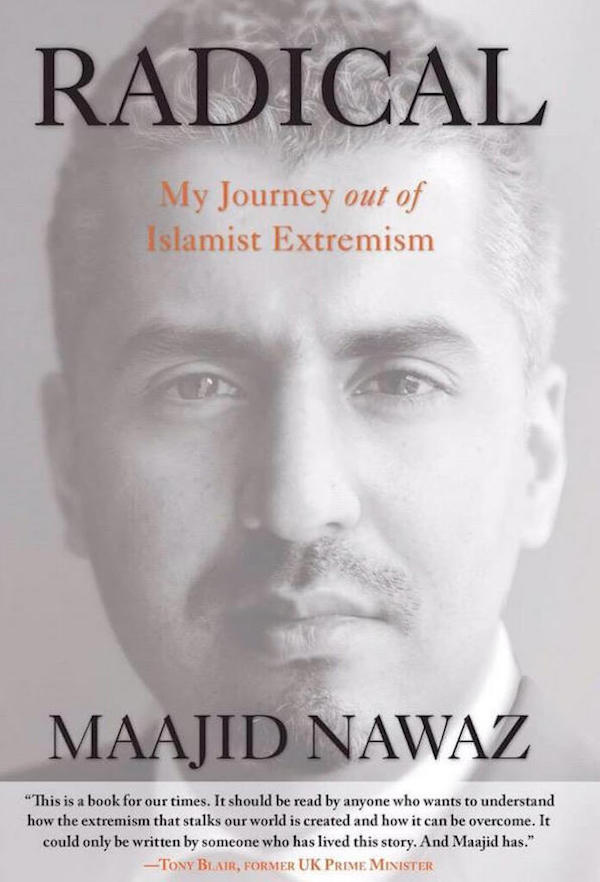 RADICAL
My Journey out of
Islamist Extremism
MAAJID NAWAZ
“This is a book for our times. It should be read by anyone who wants to understand
how the extremism that stalks our world is created and how it can be overcome. It
could only be written by someone who has lived this story. And Maajid has.”
—Tony Blair, former UK Prime Minister